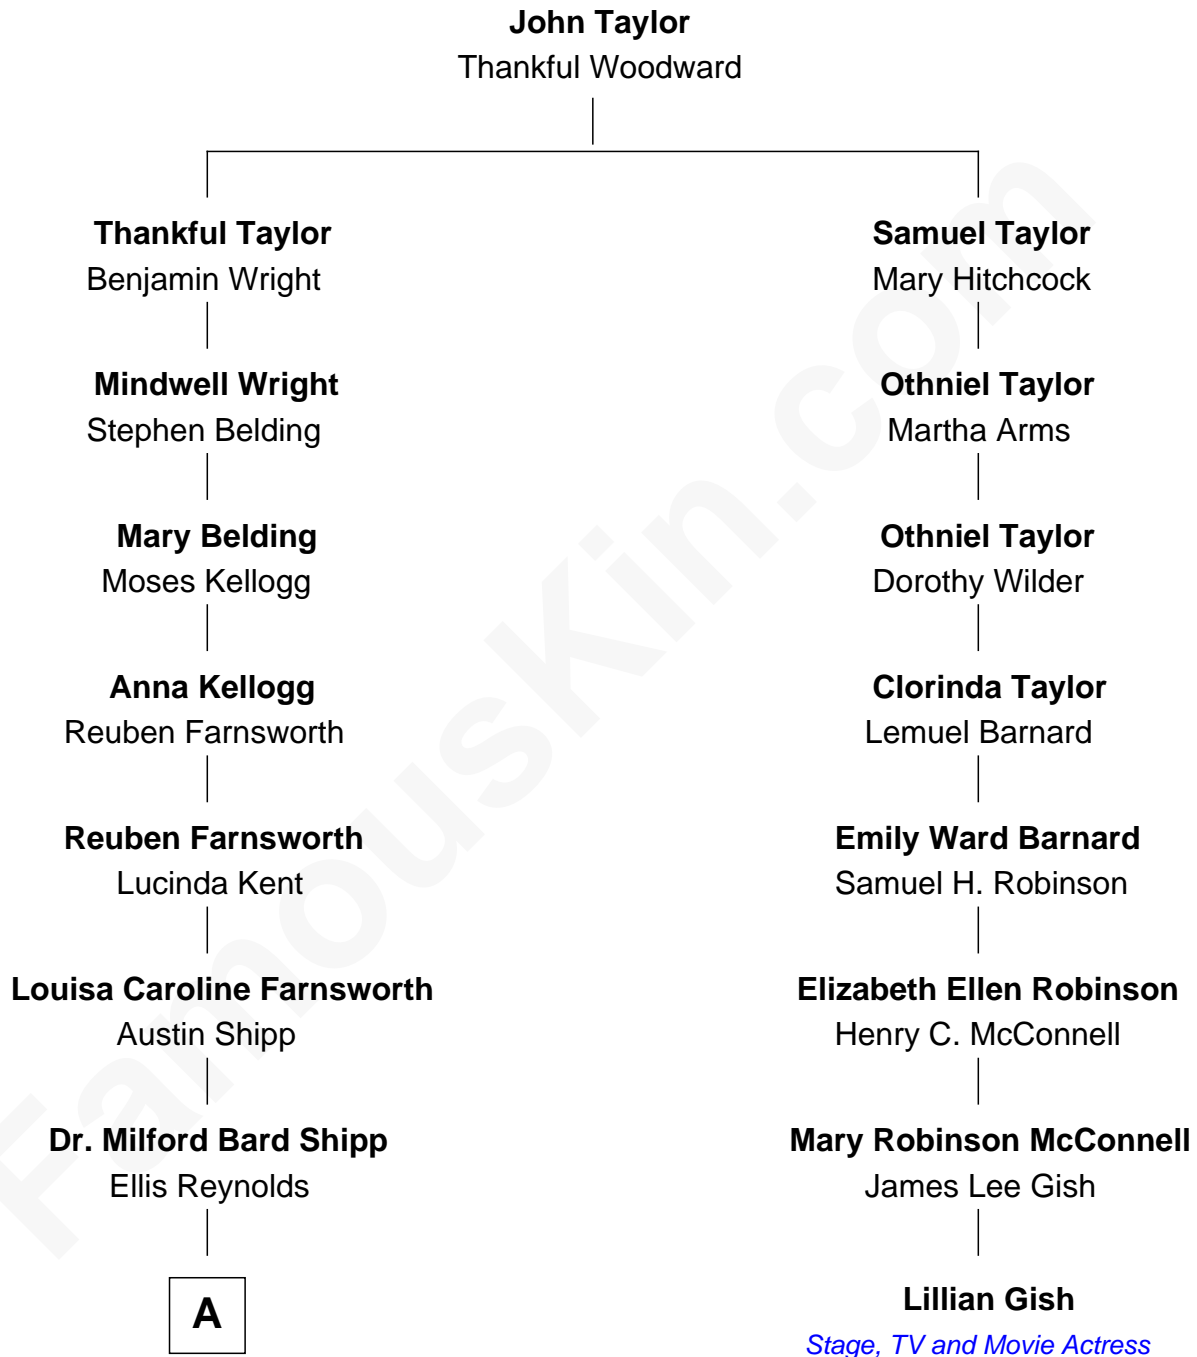 John Taylor
Thankful Woodward
Thankful Taylor
Benjamin Wright
Samuel Taylor
Mary Hitchcock
Mindwell Wright
Stephen Belding
Othniel Taylor
Martha Arms
Mary Belding
Moses Kellogg
Othniel Taylor
Dorothy Wilder
Anna Kellogg
Reuben Farnsworth
Clorinda Taylor
Lemuel Barnard
Reuben Farnsworth
Lucinda Kent
Emily Ward Barnard
Samuel H. Robinson
Louisa Caroline Farnsworth
Austin Shipp
Elizabeth Ellen Robinson
Henry C. McConnell
Dr. Milford Bard Shipp
Ellis Reynolds
Mary Robinson McConnell
James Lee Gish
A
Lillian Gish
Stage, TV and Movie Actress
FamousKin.com